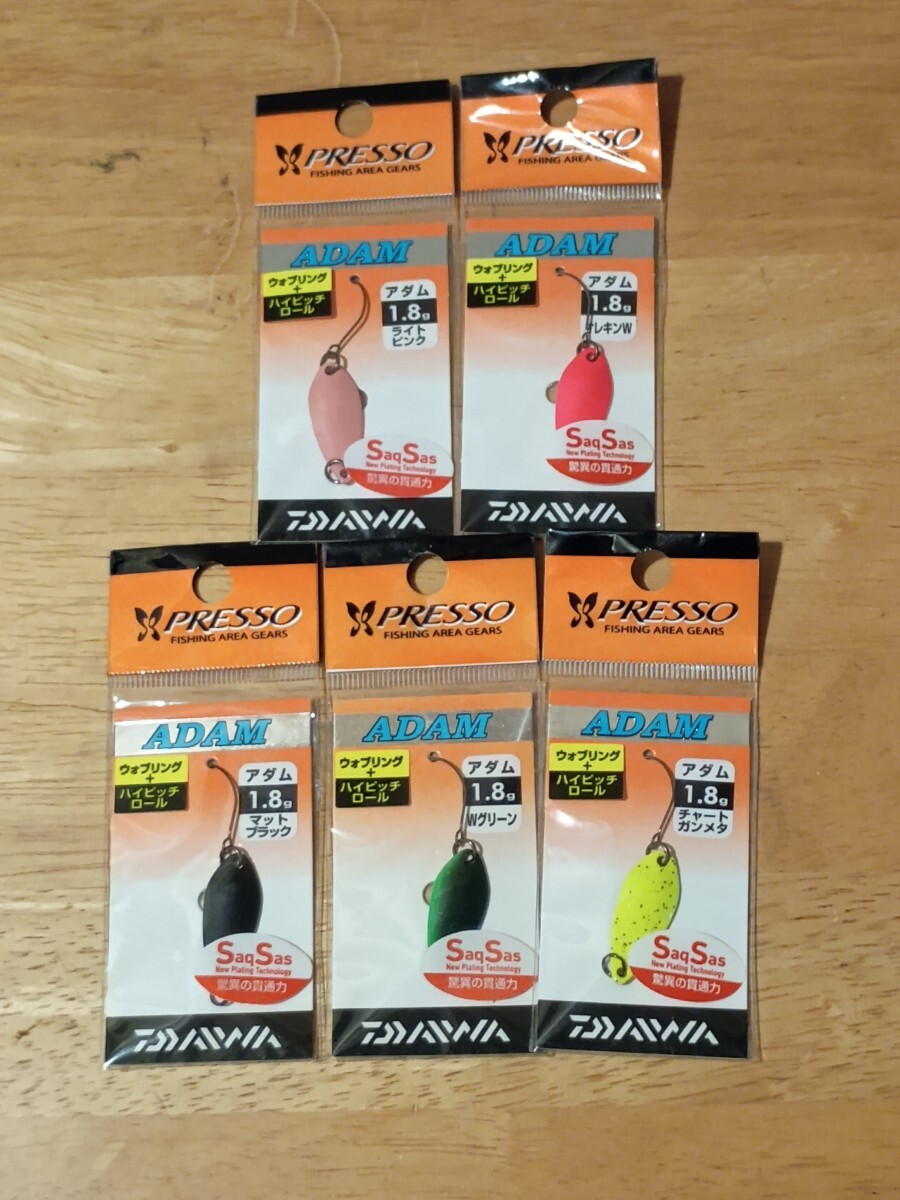 PRESSO
FISHING AREA GEARS
ADAM
ウォブリング
+
ハイピッチ
ロール
アダム
1.8g
ライト
ピンク
SaqSas
New Plating Technology
驚異の貫通力
DAIWA
PRESSO
FISHING AREA GEARS
ADAM
ウォブリング
+
ハイピッチ
ロール
アダム
1.8g
レキンW
SaqSas
New Plating Technology
驚異の貫通力
DAIWA
PRESSO
FISHING AREA GEARS
ADAM
ウォブリング
+
ハイピッチ
ロール
アダム
1.8g
マット
ブラック
SaqSas
New Plating Technology
驚異の貫通力
DAIWA
PRESSO
FISHING AREA GEARS
ADAM
ウォブリング
+
ハイピッチ
ロール
アダム
1.8g
Wグリーン
SaqSas
New Plating Technology
驚異の貫通力
DAIWA
PRESSO
FISHING AREA GEARS
ADAM
ウォブリング
+
ハイピッチ
ロール
アダム
1.8g
チャート
ガンメタ
SaqSas
New Plating Technology
驚異の貫通力
DAIWA